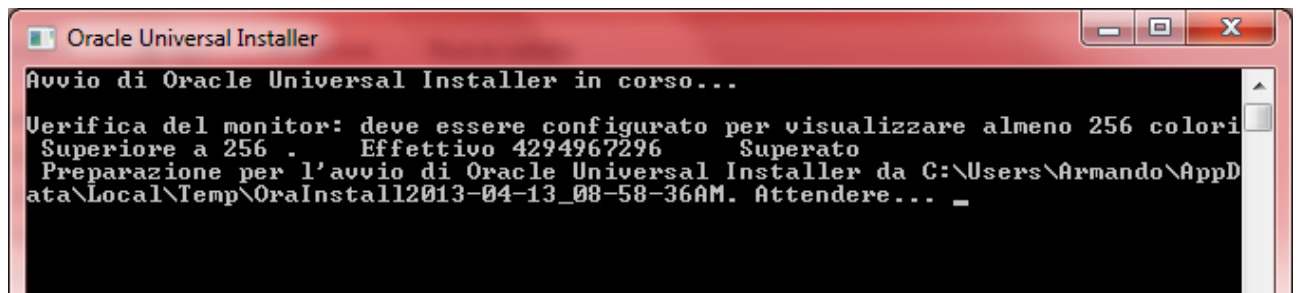 Oracle Universal Installer
Avvio di Oracle Universal Installer in corso...
Verifica del monitor: deve essere configurato per visualizzare almeno 256 colori
Superiore a 256 .    Effettivo 4294967296     Superato
Preparazione per l'avvio di Oracle Universal Installer da C:\Users\Armando\AppD
ata\Local\Temp\OraInstall2013-04-13_08-58-36AM. Attendere... _